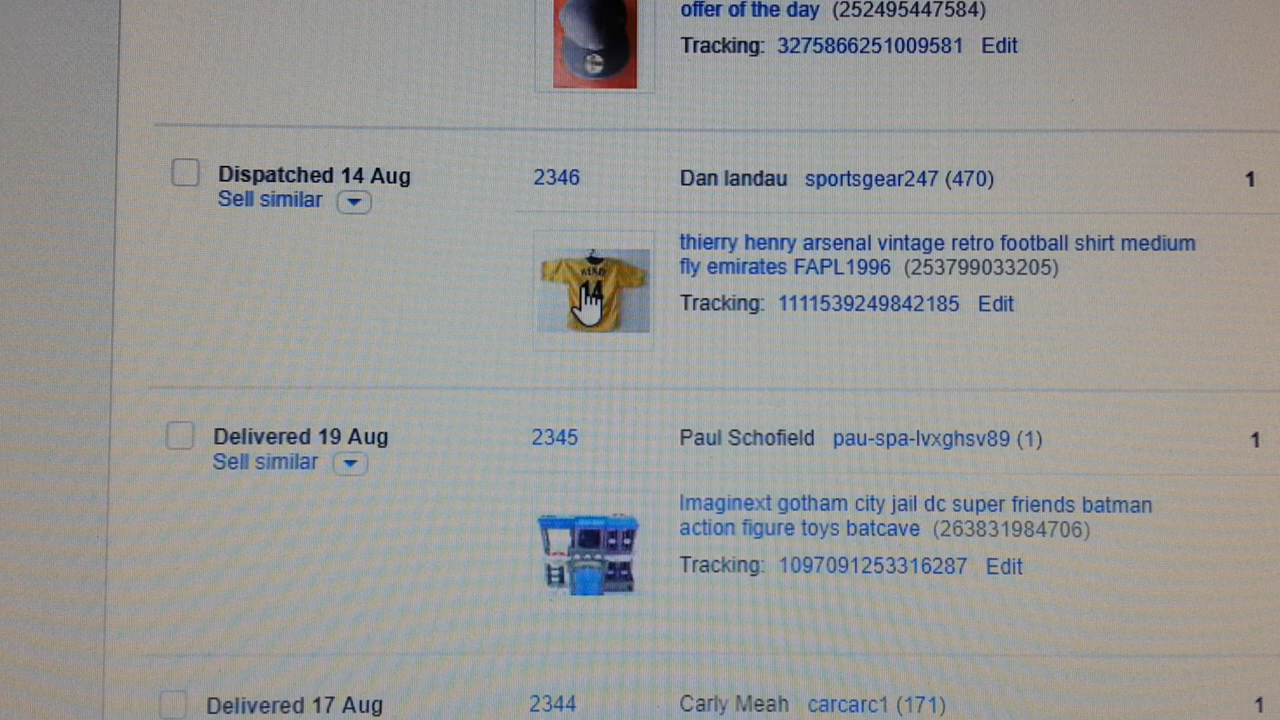 offer of the day (252495447584)
Tracking: 3275866251009581 Edit
Dispatched 14 Aug 2346 Dan landau sportsgear247 (470) 1
Sell similar
thierry henry arsenal vintage retro football shirt medium
fly emirates FAPL1996 (253799033205)
HENRY
14
Tracking: 1111539249842185 Edit
Delivered 19 Aug 2345 Paul Schofield pau-spa-lvxghsv89 (1) 1
Sell similar
Imaginext gotham city jail dc super friends batman
action figure toys batcave (263831984706)
Tracking: 1097091253316287 Edit
Delivered 17 Aug 2344 Carly Meah carcarc1 (171) 1